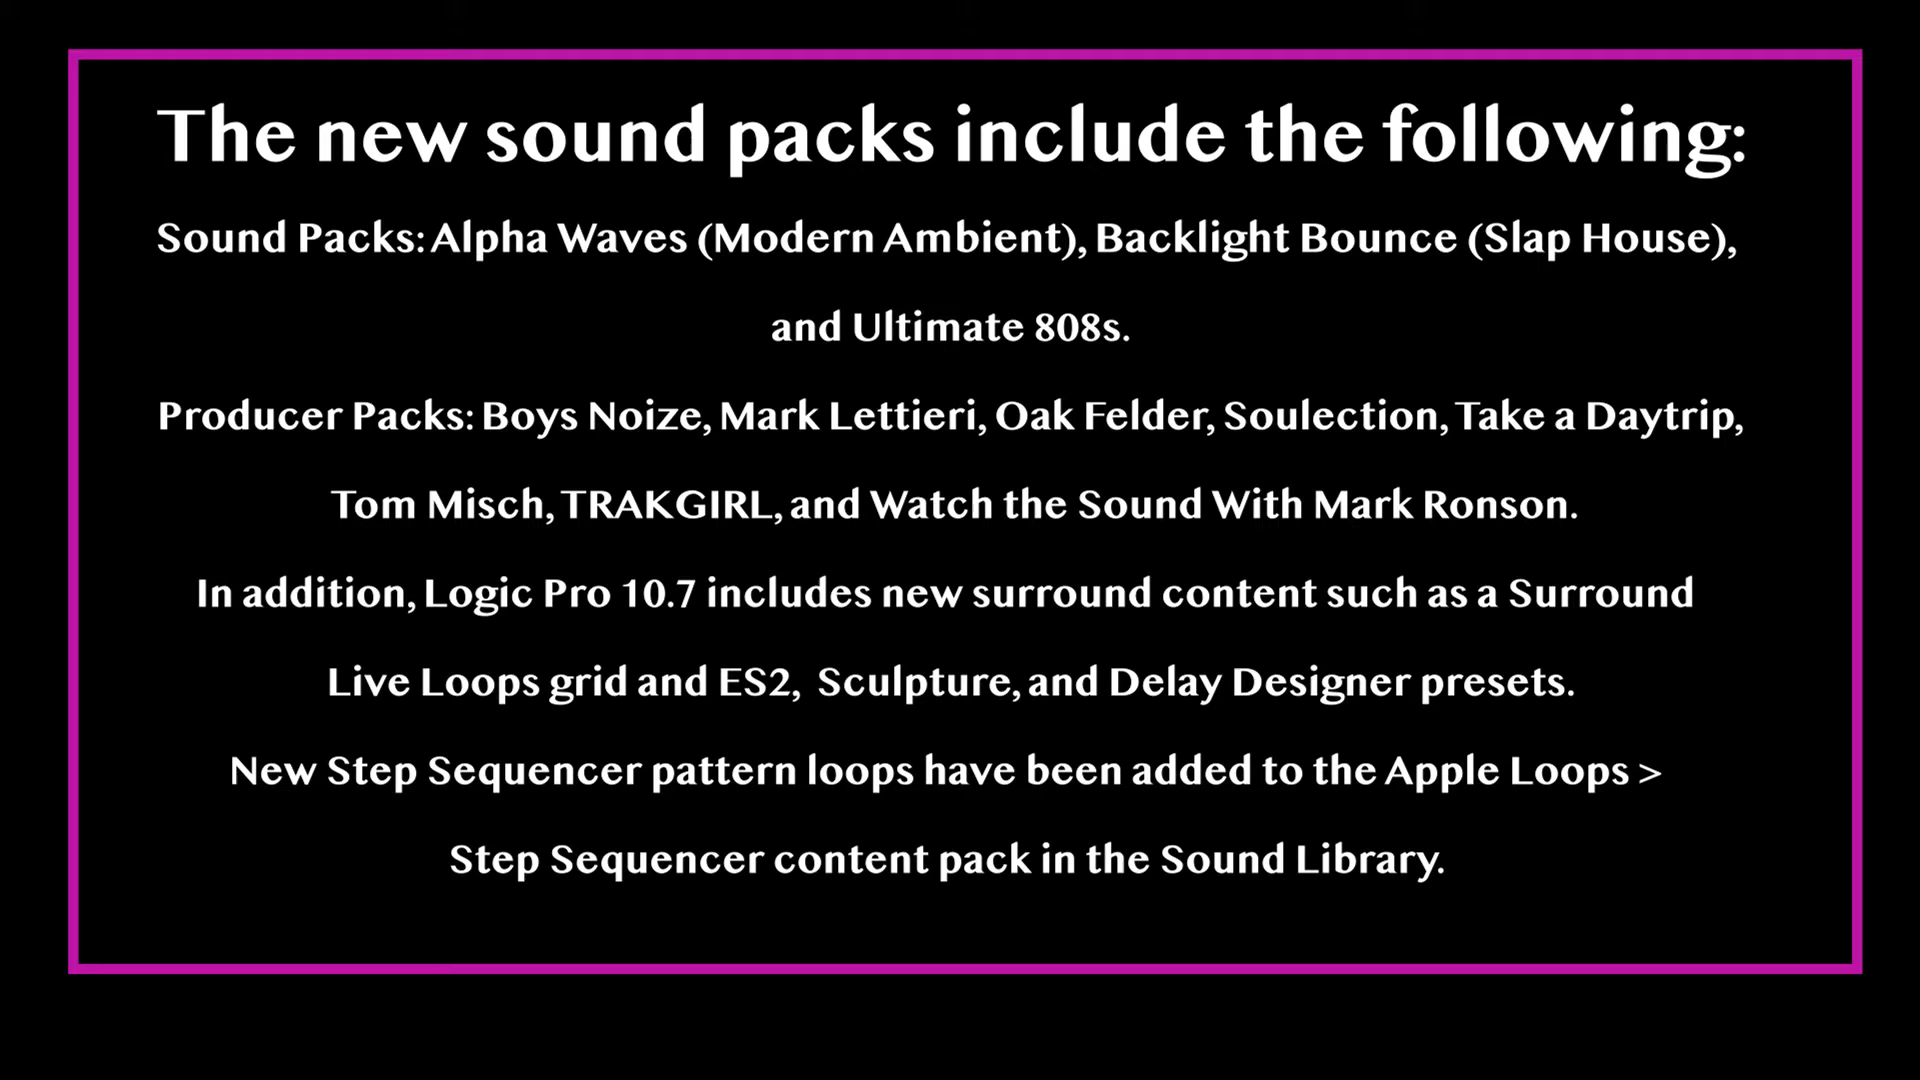 The new sound packs include the following:
Sound Packs: Alpha Waves (Modern Ambient), Backlight Bounce (Slap House),
and Ultimate 808s.
Producer Packs: Boys Noize, Mark Lettieri, Oak Felder, Soulection, Take a Daytrip,
Tom Misch, TRAKGIRL, and Watch the Sound With Mark Ronson.
In addition, Logic Pro 10.7 includes new surround content such as a Surround
Live Loops grid and ES2, Sculpture, and Delay Designer presets.
New Step Sequencer pattern loops have been added to the Apple Loops >
Step Sequencer content pack in the Sound Library.